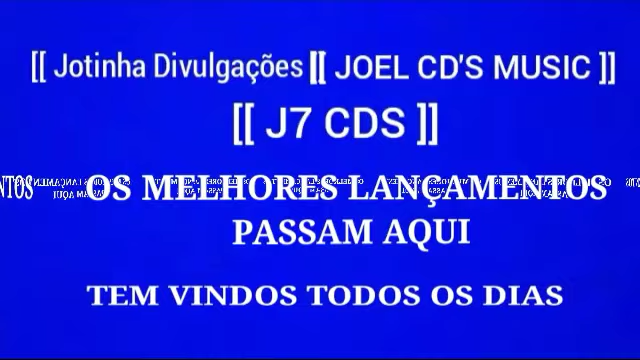 [[ Jotinha Divulgações [[ JOEL CD'S MUSIC ]]
[[ J7 CDS ]]
OS MELHORES LANÇAMENTOS
PASSAM AQUI
TEM VINDOS TODOS OS DIAS